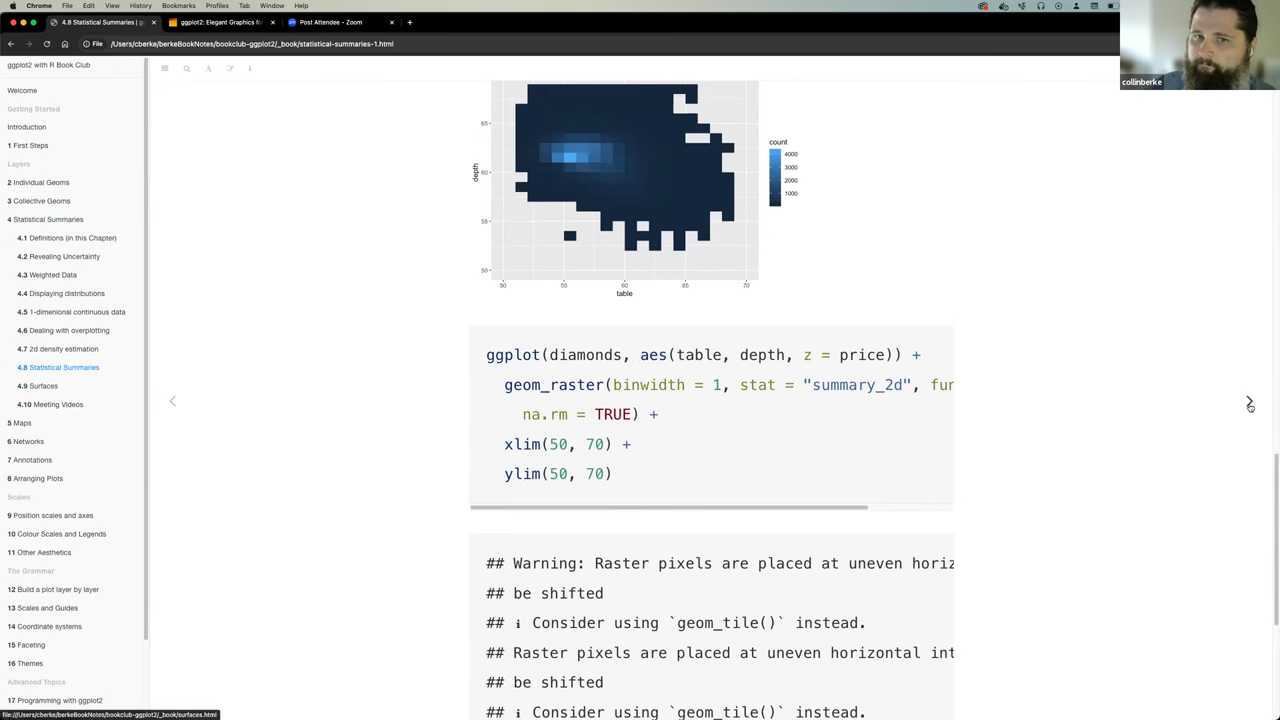 Chrome File Edit View History Bookmarks Profiles Tab Window Help
4.8 Statistical Summaries | g
ggplot2: Elegant Graphics for
Post Attendee - Zoom
File /Users/cberke/berkeBookNotes/bookclub-ggplot2/_book/statistical-summaries-1.html
collinberke
ggplot2 with R Book Club
Welcome
Getting Started
Introduction
1 First Steps
Layers
2 Individual Geoms
3 Collective Geoms
4 Statistical Summaries
4.1 Definitions (in this Chapter)
4.2 Revealing Uncertainty
4.3 Weighted Data
4.4 Displaying distributions
4.5 1-dimenional continuous data
4.6 Dealing with overplotting
4.7 2d density estimation
4.8 Statistical Summaries
4.9 Surfaces
4.10 Meeting Videos
5 Maps
6 Networks
7 Annotations
8 Arranging Plots
Scales
9 Position scales and axes
10 Colour Scales and Legends
11 Other Aesthetics
The Grammar
12 Build a plot layer by layer
13 Scales and Guides
14 Coordinate systems
15 Faceting
16 Themes
Advanced Topics
17 Programming with ggplot2
file:///Users/cberke/berkeBookNotes/bookclub-ggplot2/_book/surfaces.html
65
60
55
50
depth
50 55 60 65 70
table
count
4000
3000
2000
1000
ggplot(diamonds, aes(table, depth, z = price)) +
geom_raster(binwidth = 1, stat = "summary_2d", fun
na.rm = TRUE) +
xlim(50, 70) +
ylim(50, 70)
## Warning: Raster pixels are placed at uneven horiz
## be shifted
## ℹ Consider using `geom_tile()` instead.
## Raster pixels are placed at uneven horizontal int
## be shifted
## ℹ Consider using `geom_tile()` instead.